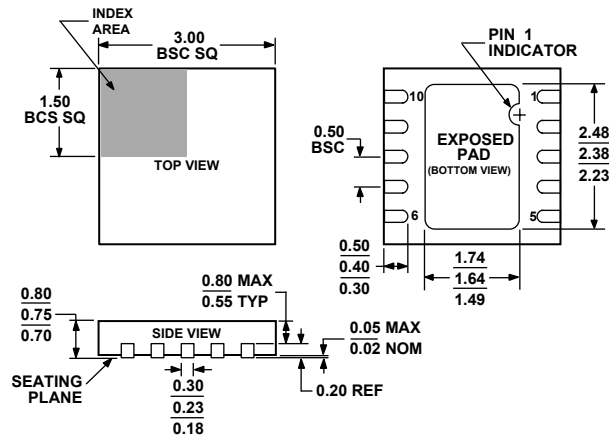 INDEX
AREA
3.00
BSC SQ
1.50
BCS SQ
TOP VIEW
PIN 1
INDICATOR
10
1
EXPOSED
PAD
(BOTTOM VIEW)
6
5
0.50
BSC
2.48
2.38
2.23
0.50
0.40
0.30
1.74
1.64
1.49
0.80
0.75
0.70
0.80 MAX
0.55 TYP
SIDE VIEW
0.05 MAX
0.02 NOM
SEATING
PLANE
0.30
0.23
0.18
0.20 REF